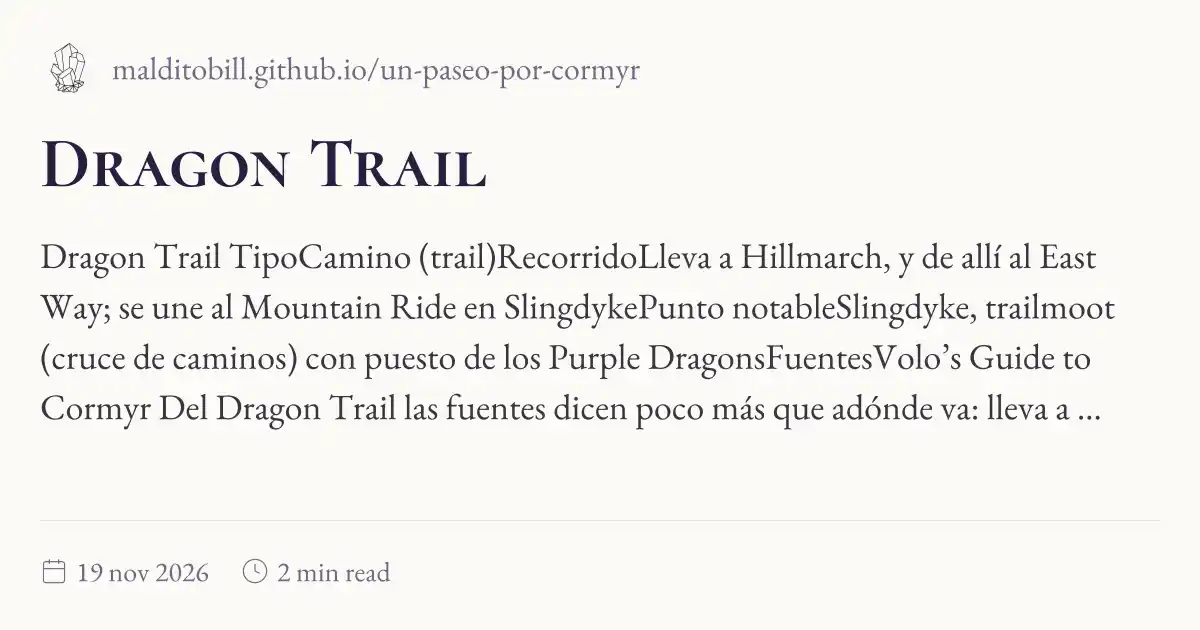 malditobill.github.io/un-paseo-por-cormyr
Dragon Trail
Dragon Trail TipoCamino (trail)RecorridoLleva a Hillmarch, y de allí al East
Way; se une al Mountain Ride en SlingdykePunto notableSlingdyke, trailmoot
(cruce de caminos) con puesto de los Purple DragonsFuentesVolo’s Guide to
Cormyr Del Dragon Trail las fuentes dicen poco más que adónde va: lleva a ...
19 nov 2026 2 min read